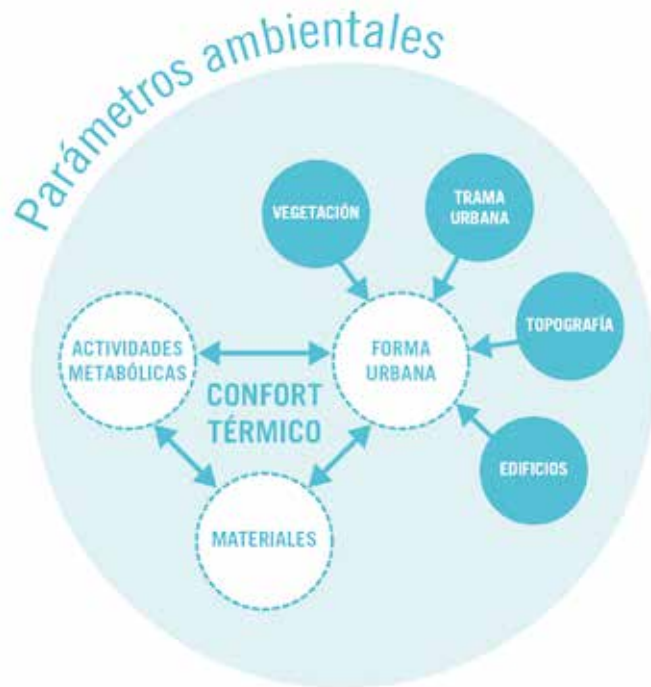 Parámetros ambientales
VEGETACIÓN
TRAMA
URBANA
TOPOGRAFÍA
ACTIVIDADES
METABÓLICAS
FORMA
URBANA
CONFORT
TÉRMICO
EDIFICIOS
MATERIALES